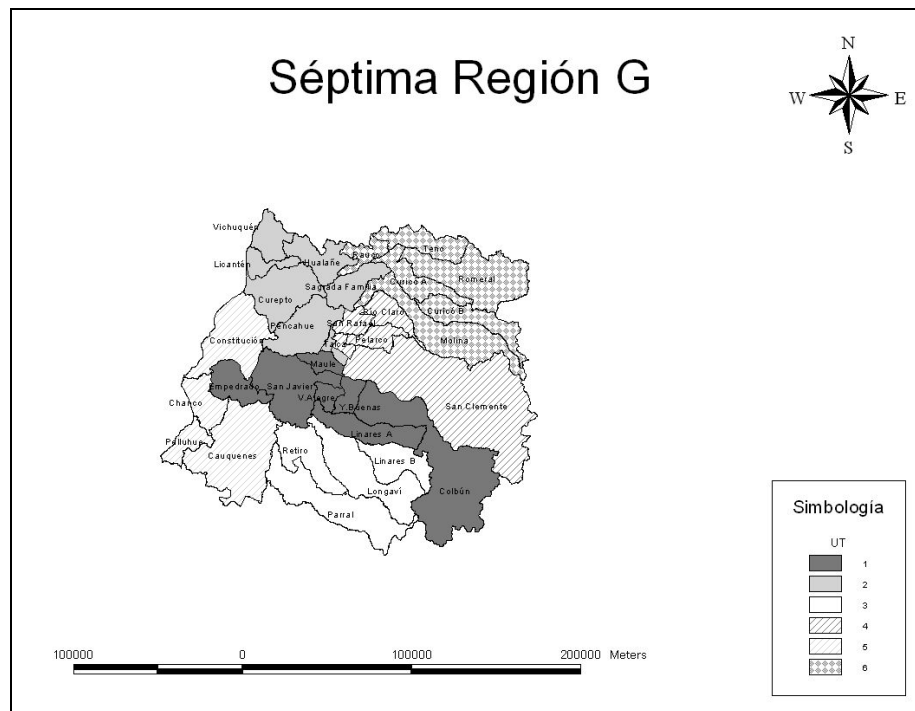 Séptima Región G
N
W E
S
Vichuquén
Licantén
Hualañe
Rauco
Teno
Romeral
Sagrada Familia
Curicó A
Curepto
Curicó B
Río Claro
San Rafael
Pencahue
Pelarco
Molina
Constitución
Talca
Maule
Empedrado
San Javier
V.Alegre
Y.Buenas
San Clemente
Chanco
Linares A
Pelluhue
Cauquenes
Retiro
Linares B
Longaví
Colbún
Parral
Simbología
UT
1
2
3
4
5
6
100000 0 100000 200000 Meters